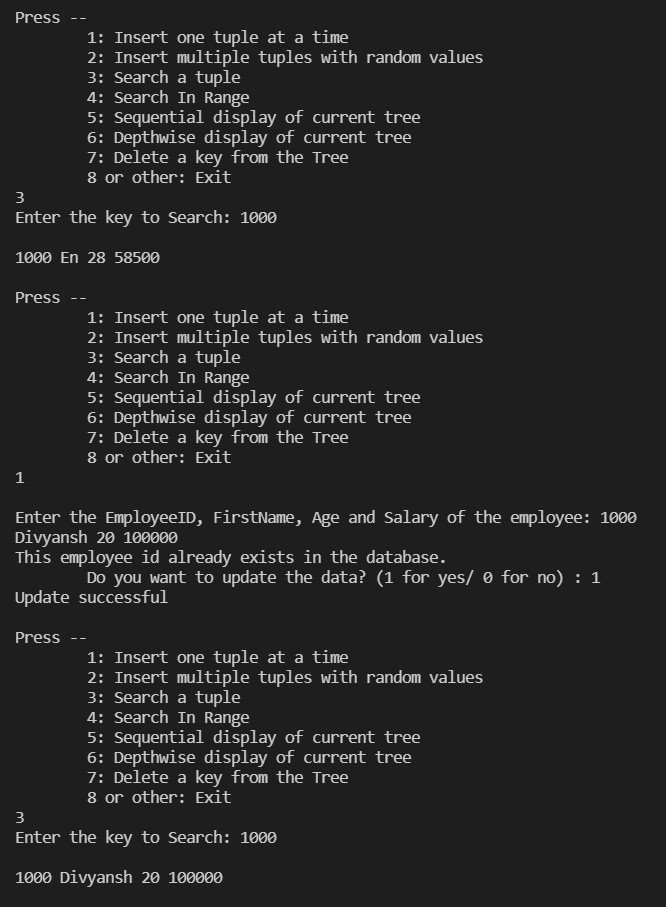 Press --
1: Insert one tuple at a time
2: Insert multiple tuples with random values
3: Search a tuple
4: Search In Range
5: Sequential display of current tree
6: Depthwise display of current tree
7: Delete a key from the Tree
8 or other: Exit
3
Enter the key to Search: 1000
1000 En 28 58500
Press --
1: Insert one tuple at a time
2: Insert multiple tuples with random values
3: Search a tuple
4: Search In Range
5: Sequential display of current tree
6: Depthwise display of current tree
7: Delete a key from the Tree
8 or other: Exit
1
Enter the EmployeeID, FirstName, Age and Salary of the employee: 1000
Divyansh 20 100000
This employee id already exists in the database.
Do you want to update the data? (1 for yes/ 0 for no) : 1
Update successful
Press --
1: Insert one tuple at a time
2: Insert multiple tuples with random values
3: Search a tuple
4: Search In Range
5: Sequential display of current tree
6: Depthwise display of current tree
7: Delete a key from the Tree
8 or other: Exit
3
Enter the key to Search: 1000
1000 Divyansh 20 100000